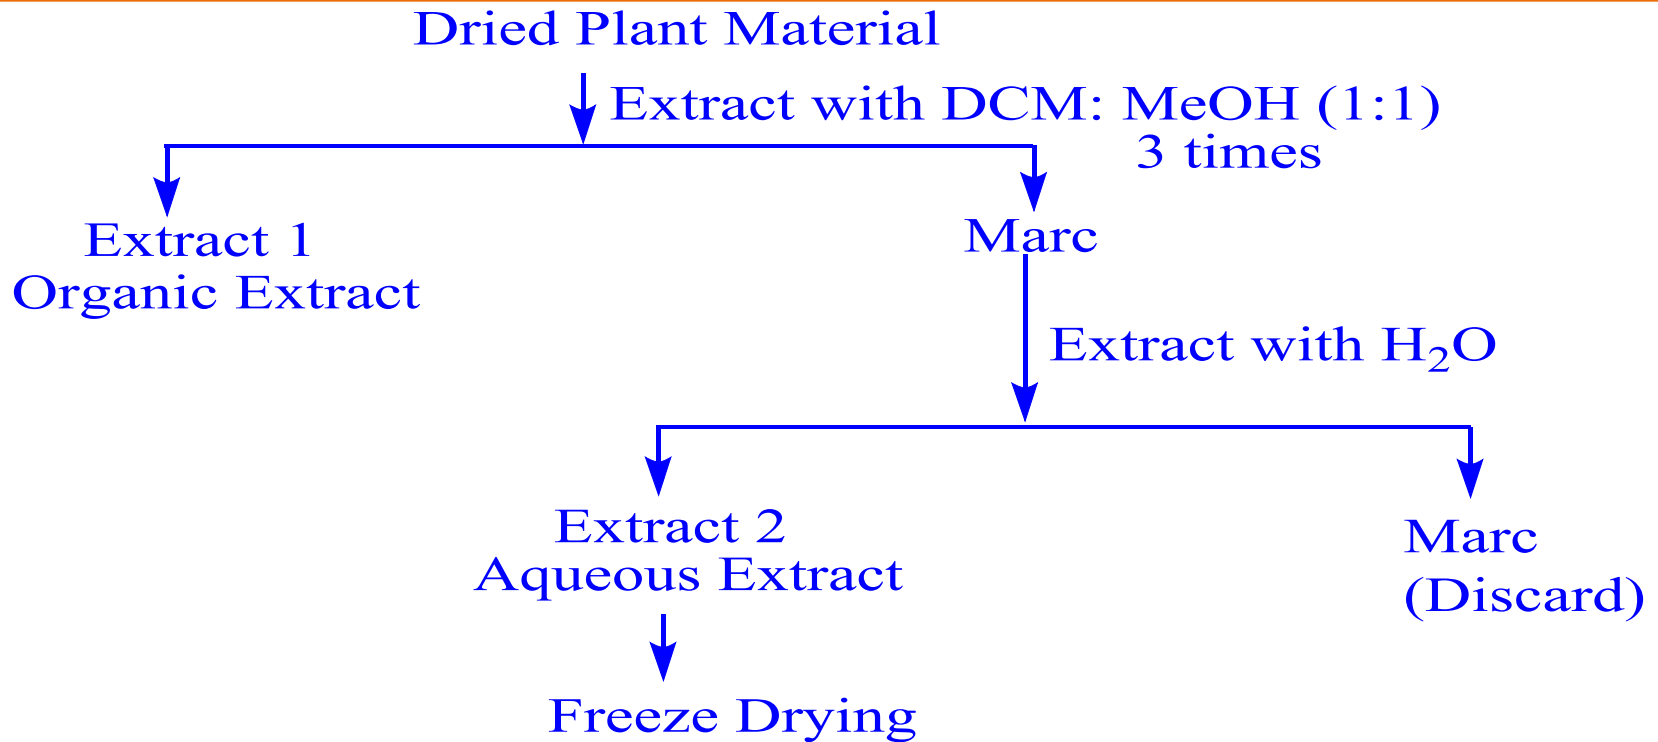 Dried Plant Material
Extract with DCM: MeOH (1:1)
3 times
Extract 1
Organic Extract
Marc
Extract with H₂O
Extract 2
Aqueous Extract
Marc
(Discard)
Freeze Drying